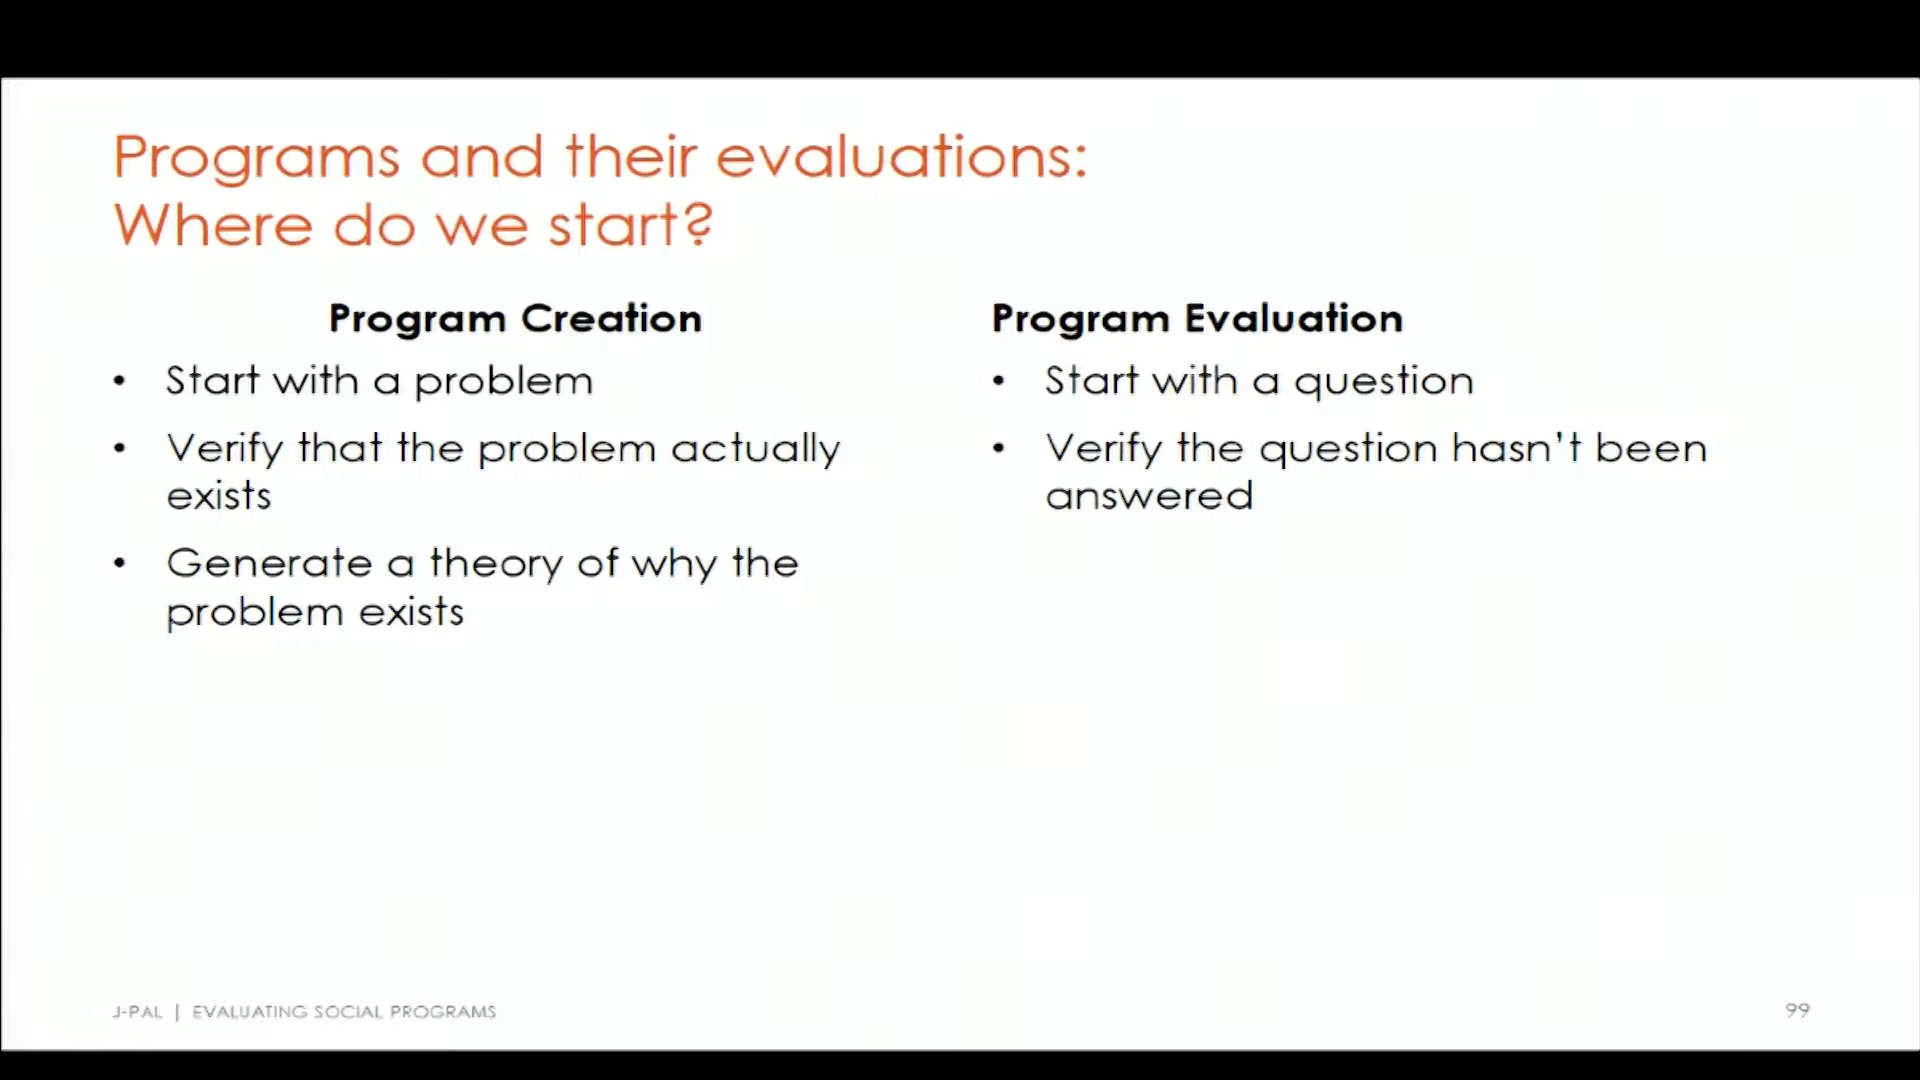 Programs and their evaluations:
Where do we start?
Program Creation
• Start with a problem
• Verify that the problem actually
exists
• Generate a theory of why the
problem exists
Program Evaluation
• Start with a question
• Verify the question hasn’t been
answered
J-PAL | EVALUATING SOCIAL PROGRAMS
99